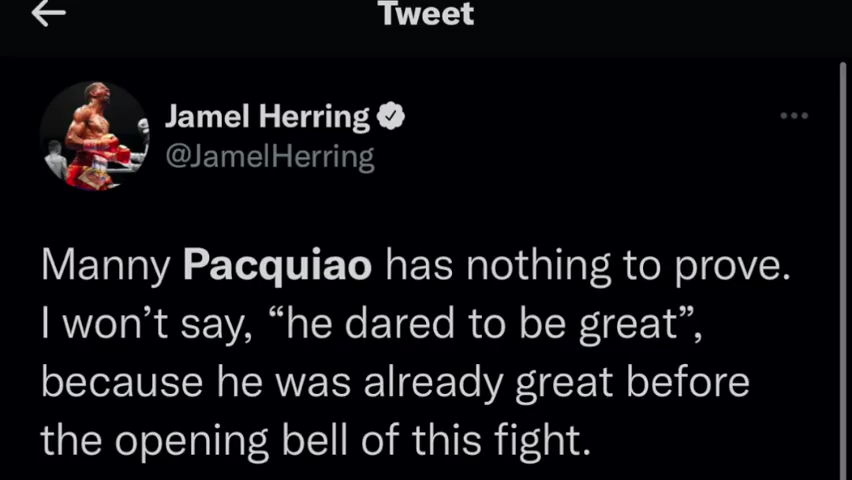 Tweet
Jamel Herring
@JamelHerring
Manny Pacquiao has nothing to prove.
I won’t say, “he dared to be great”,
because he was already great before
the opening bell of this fight.